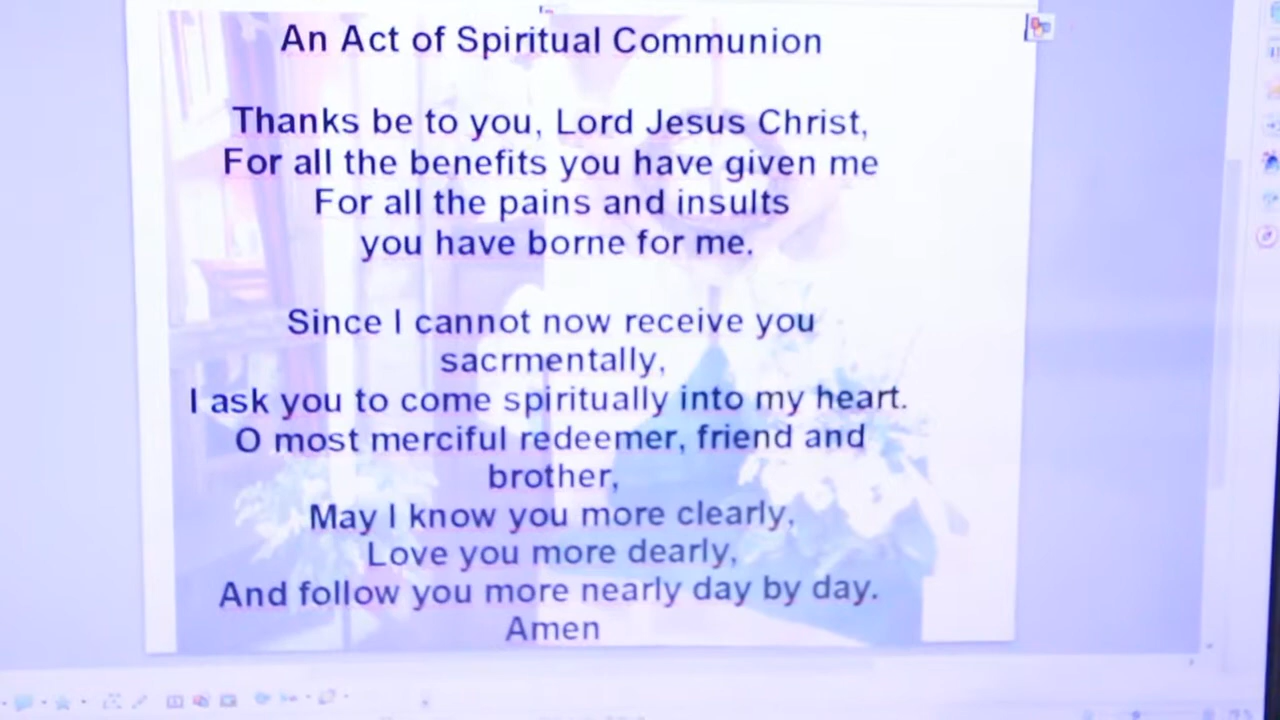 An Act of Spiritual Communion
Thanks be to you, Lord Jesus Christ,
For all the benefits you have given me
For all the pains and insults
you have borne for me.
Since I cannot now receive you
sacrmentally,
I ask you to come spiritually into my heart.
O most merciful redeemer, friend and
brother,
May I know you more clearly,
Love you more dearly,
And follow you more nearly day by day.
Amen